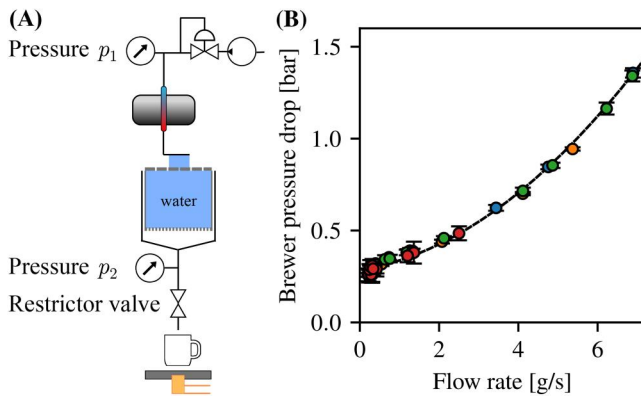 (A)
Pressure p₁
water
Pressure p₂
Restrictor valve
(B)
Brewer pressure drop [bar]
1.5
1.0
0.5
0.0
0 2 4 6
Flow rate [g/s]